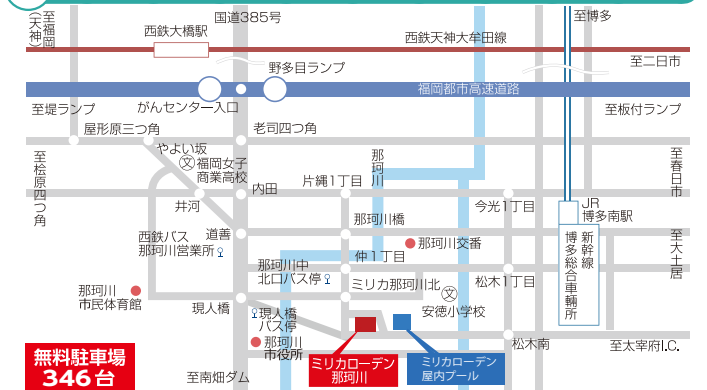 至福岡
(天神)
国道385号
西鉄大橋駅
西鉄天神大牟田線
至博多
至二日市
野多目ランプ
福岡都市高速道路
至堤ランプ
がんセンター入口
至板付ランプ
屋形原三つ角
老司四つ角
やよい坂
文
福岡女子
商業高校
那珂川
至春日市
至桧原四つ角
内田
片縄1丁目
井河
今光1丁目
JR
博多南駅
那珂川橋
道善
西鉄バス
那珂川営業所
那珂川交番
新幹線
博多総合車輌所
至大土居
仲1丁目
那珂川中
北口バス停
ミリカ那珂川北
松木1丁目
那珂川
市民体育館
現人橋
文
安徳小学校
現人橋
バス停
那珂川
市役所
松木南
至太宰府I.C.
無料駐車場
346台
至南畑ダム
ミリカローデン
那珂川
ミリカローデン
屋内プール